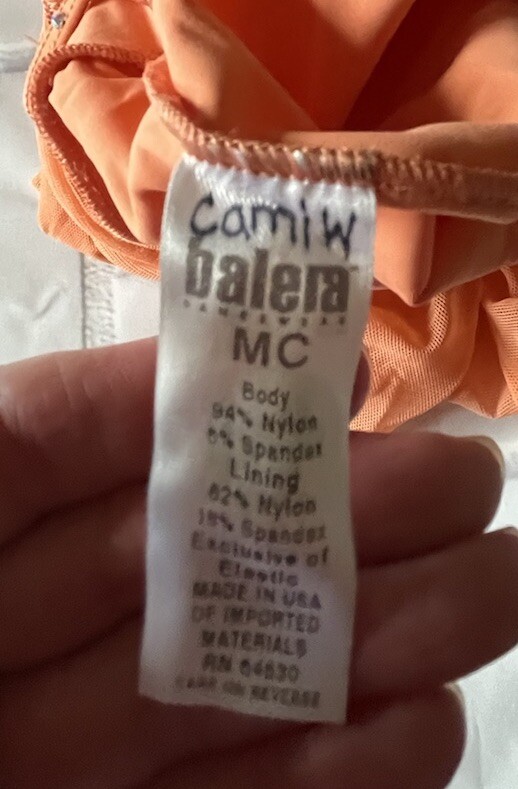 Cami W
balera
DANCEWEAR
MC
Body
94% Nylon
6% Spandex
Lining
82% Nylon
18% Spandex
Exclusive of
Elastic
MADE IN USA
OF IMPORTED
MATERIALS
RN 64630
CARE ON REVERSE